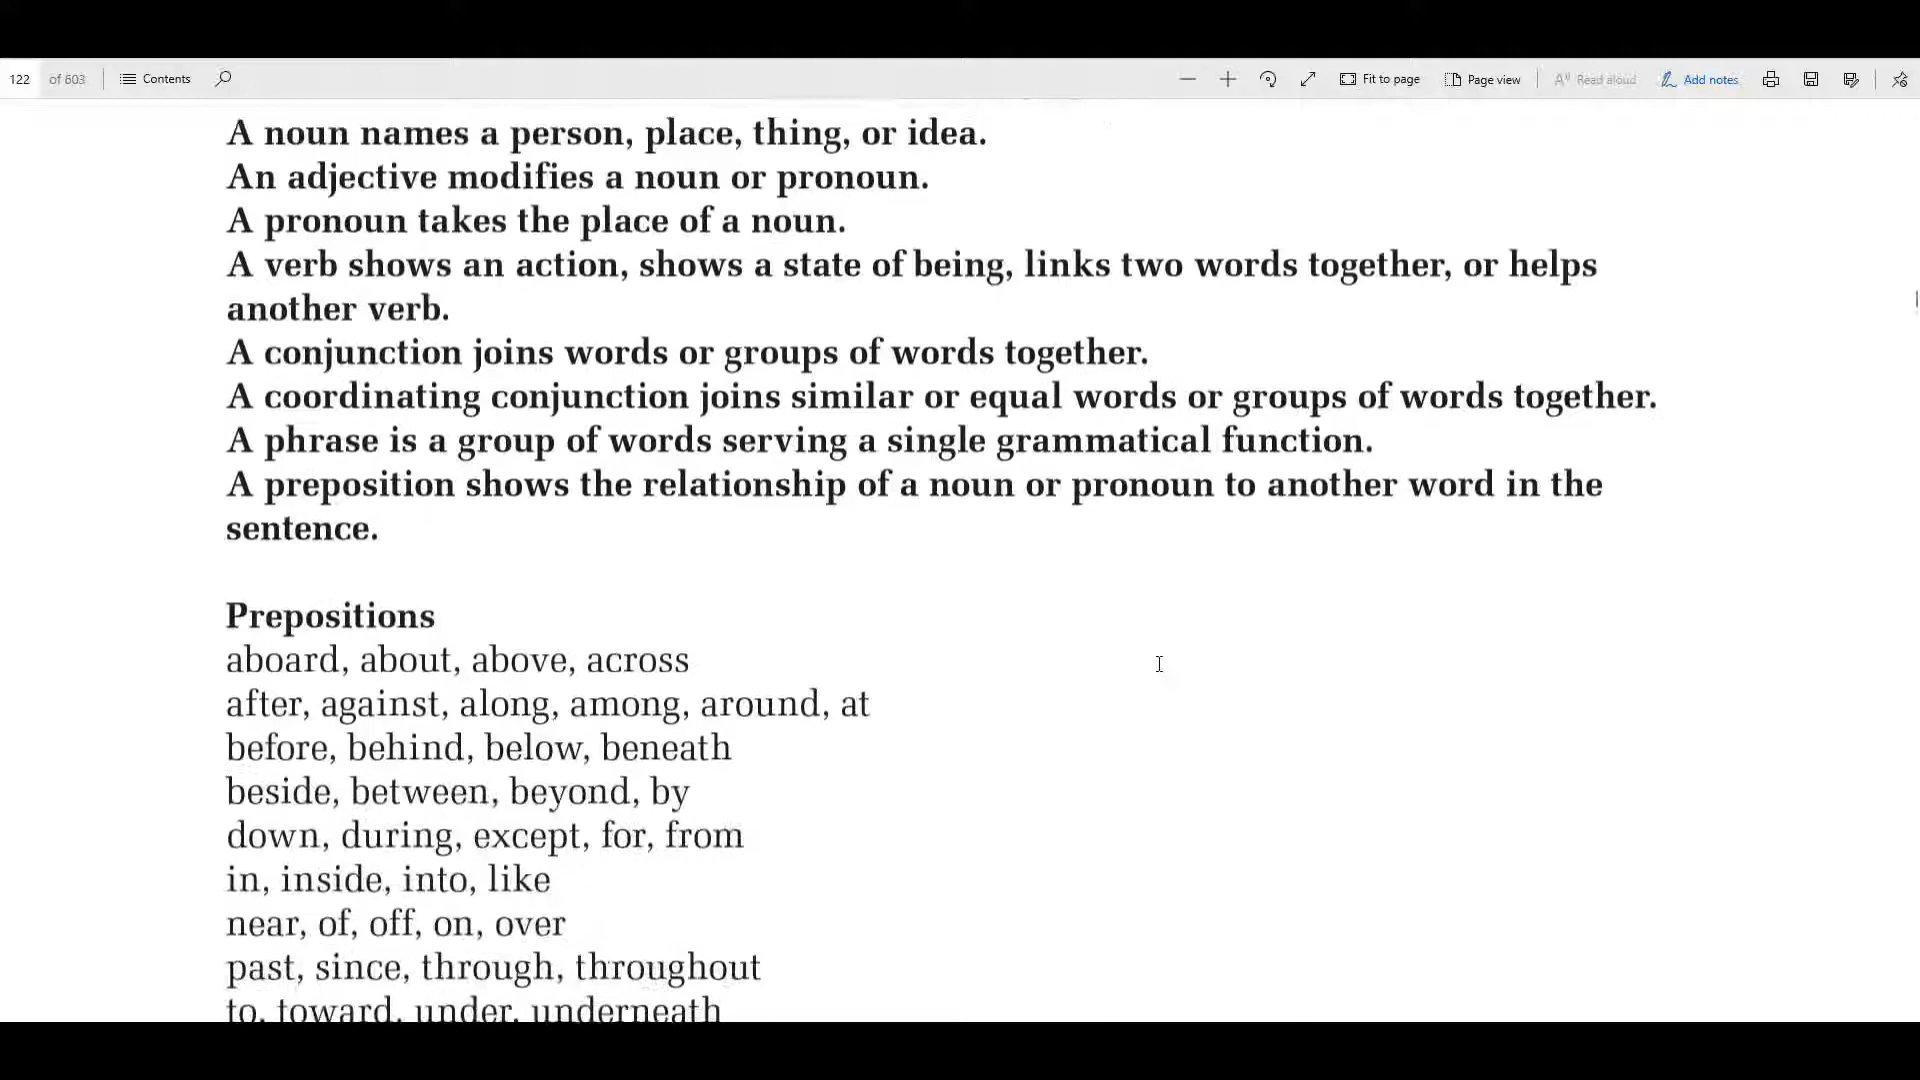 122 of 603 Contents Fit to page Page view Read aloud Add notes
A noun names a person, place, thing, or idea.
An adjective modifies a noun or pronoun.
A pronoun takes the place of a noun.
A verb shows an action, shows a state of being, links two words together, or helps
another verb.
A conjunction joins words or groups of words together.
A coordinating conjunction joins similar or equal words or groups of words together.
A phrase is a group of words serving a single grammatical function.
A preposition shows the relationship of a noun or pronoun to another word in the
sentence.
Prepositions
aboard, about, above, across
after, against, along, among, around, at
before, behind, below, beneath
beside, between, beyond, by
down, during, except, for, from
in, inside, into, like
near, of, off, on, over
past, since, through, throughout
to, toward, under, underneath